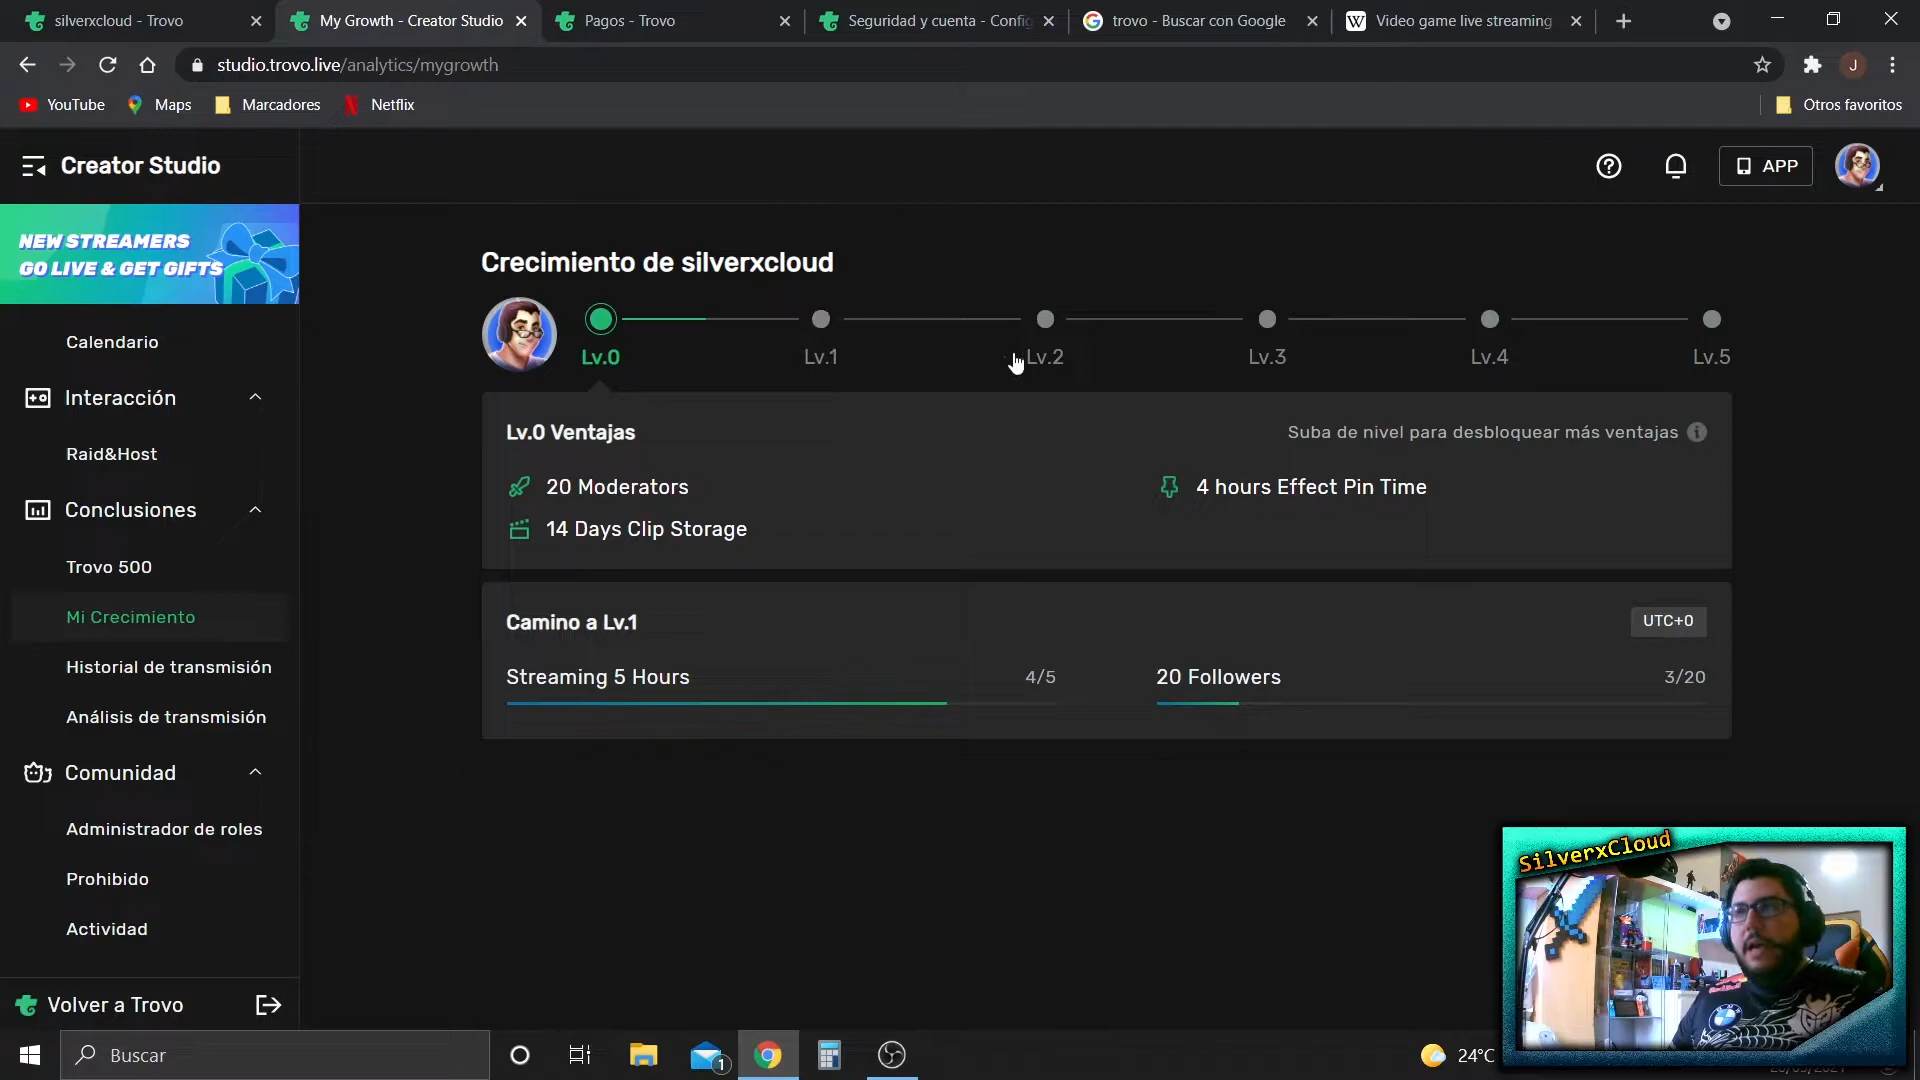 silverxcloud - Trovo
My Growth - Creator Studio
Pagos - Trovo
Seguridad y cuenta - Config
trovo - Buscar con Google
W Video game live streaming
studio.trovo.live/analytics/mygrowth
J
YouTube
Maps
Marcadores
Netflix
Otros favoritos
Creator Studio
APP
NEW STREAMERS
GO LIVE & GET GIFTS
Calendario
Interacción
Raid&Host
Conclusiones
Trovo 500
Mi Crecimiento
Historial de transmisión
Análisis de transmisión
Comunidad
Administrador de roles
Prohibido
Actividad
Volver a Trovo
Crecimiento de silverxcloud
Lv.0 Lv.1 Lv.2 Lv.3 Lv.4 Lv.5
Lv.0 Ventajas
Suba de nivel para desbloquear más ventajas
20 Moderators
4 hours Effect Pin Time
14 Days Clip Storage
Camino a Lv.1
UTC+0
Streaming 5 Hours 4/5
20 Followers 3/20
SilverxCloud
BMW
Buscar
1
24°C